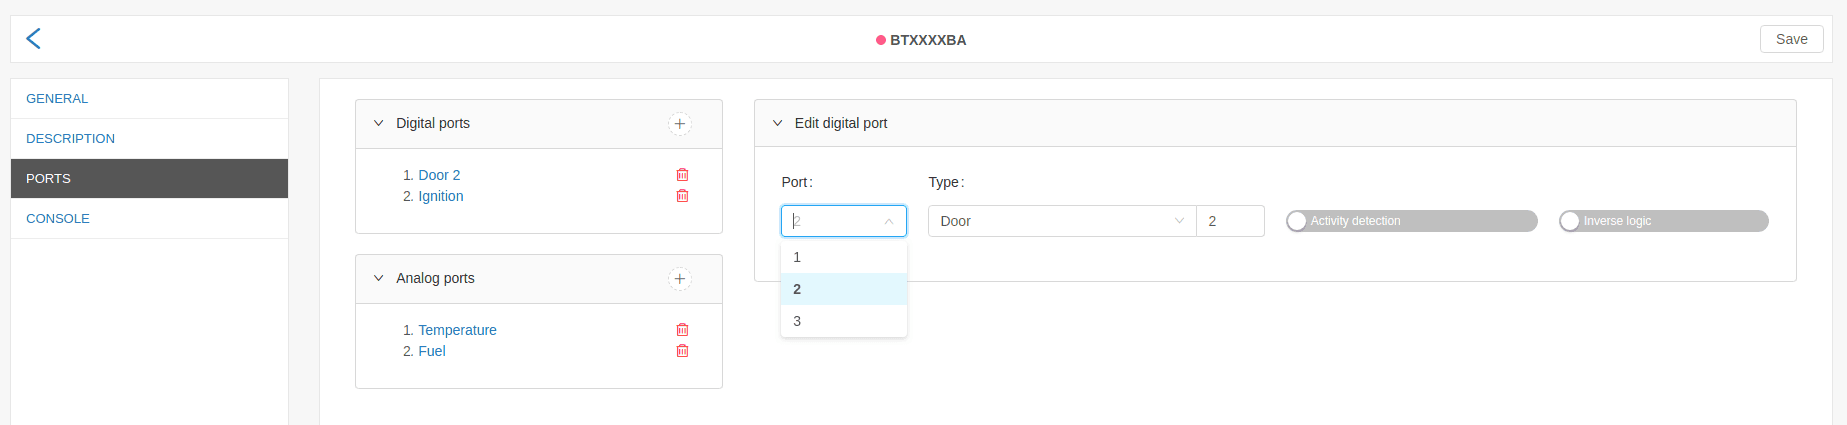 BTXXXXBA
Save
GENERAL
DESCRIPTION
PORTS
CONSOLE
Digital ports
1. Door 2
2. Ignition
Analog ports
1. Temperature
2. Fuel
Edit digital port
Port: Type:
2 Door 2 Activity detection Inverse logic
1
2
3